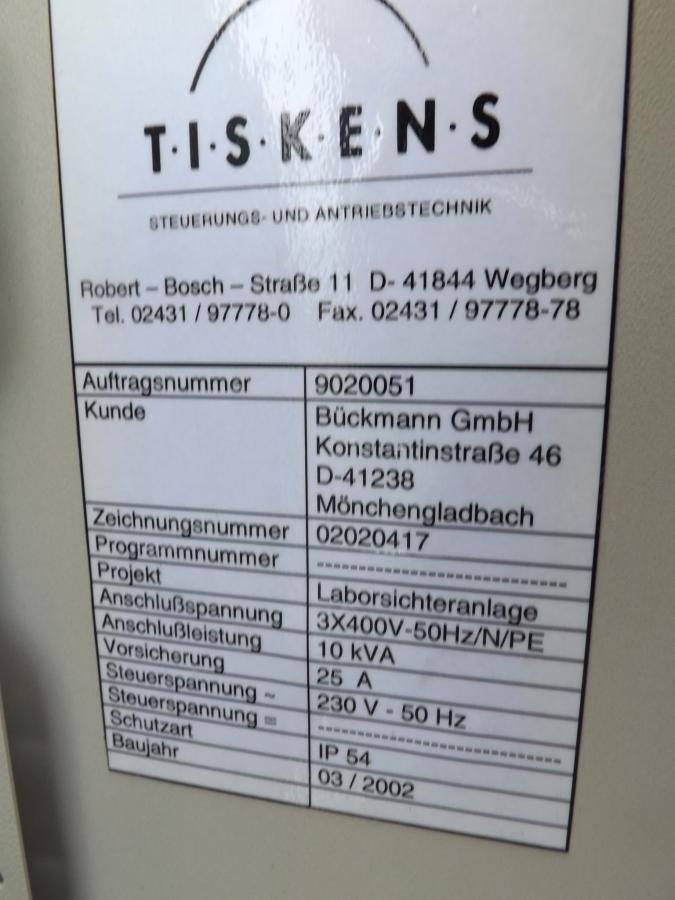 T·I·S·K·E·N·S
STEUERUNGS- UND ANTRIEBSTECHNIK
Robert – Bosch – Straße 11 D- 41844 Wegberg
Tel. 02431 / 97778-0 Fax. 02431 / 97778-78
Auftragsnummer 9020051
Kunde Bückmann GmbH
Konstantinstraße 46
D-41238
Mönchengladbach
Zeichnungsnummer 02020417
Programmnummer ----------------------------
Projekt Laborsichteranlage
Anschlußspannung 3X400V-50Hz/N/PE
Anschlußleistung 10 kVA
Vorsicherung 25 A
Steuerspannung ~ 230 V - 50 Hz
Steuerspannung = ----------------------------
Schutzart IP 54
Baujahr 03 / 2002